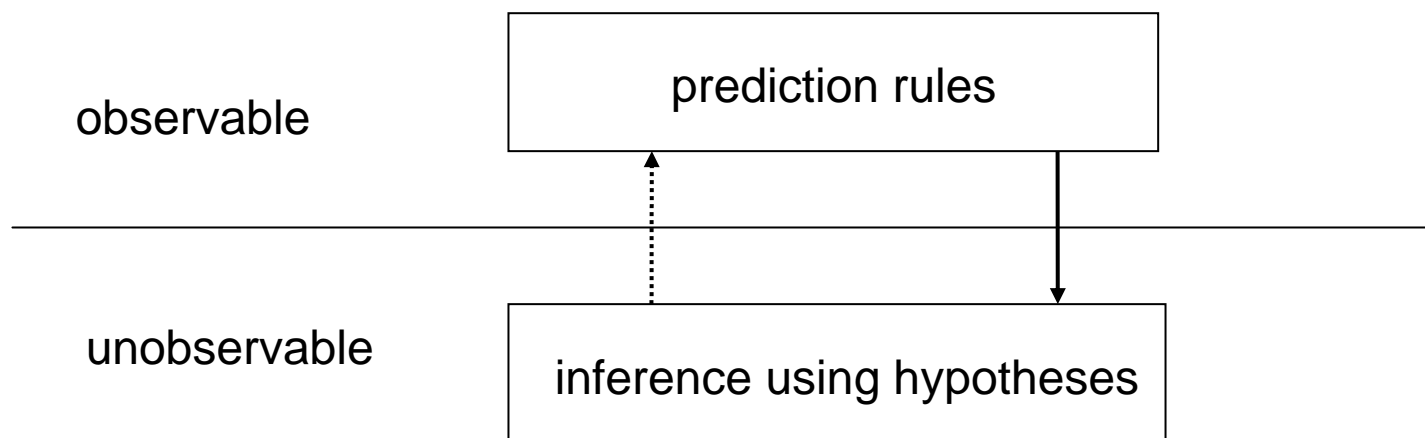 prediction rules
observable
unobservable
inference using hypotheses